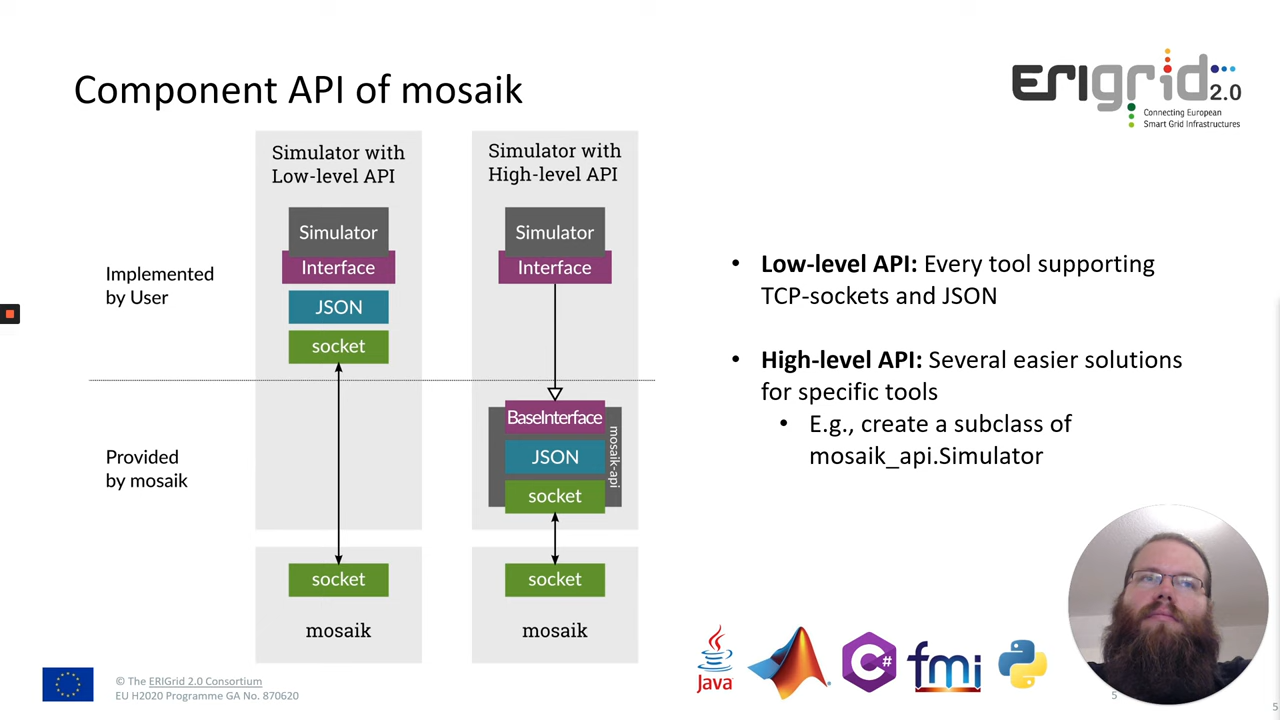 Component API of mosaik
ERIgrid 2.0
Connecting European
Smart Grid Infrastructures
Simulator with
Low-level API
Simulator
Interface
JSON
socket
Simulator with
High-level API
Simulator
Interface
Implemented
by User
BaseInterface
JSON
socket
mosaik-api
Provided
by mosaik
socket
mosaik
socket
mosaik
• Low-level API: Every tool supporting
TCP-sockets and JSON
• High-level API: Several easier solutions
for specific tools
• E.g., create a subclass of
mosaik_api.Simulator
Java
C#
fmi
© The ERIGrid 2.0 Consortium
EU H2020 Programme GA No. 870620
5
5